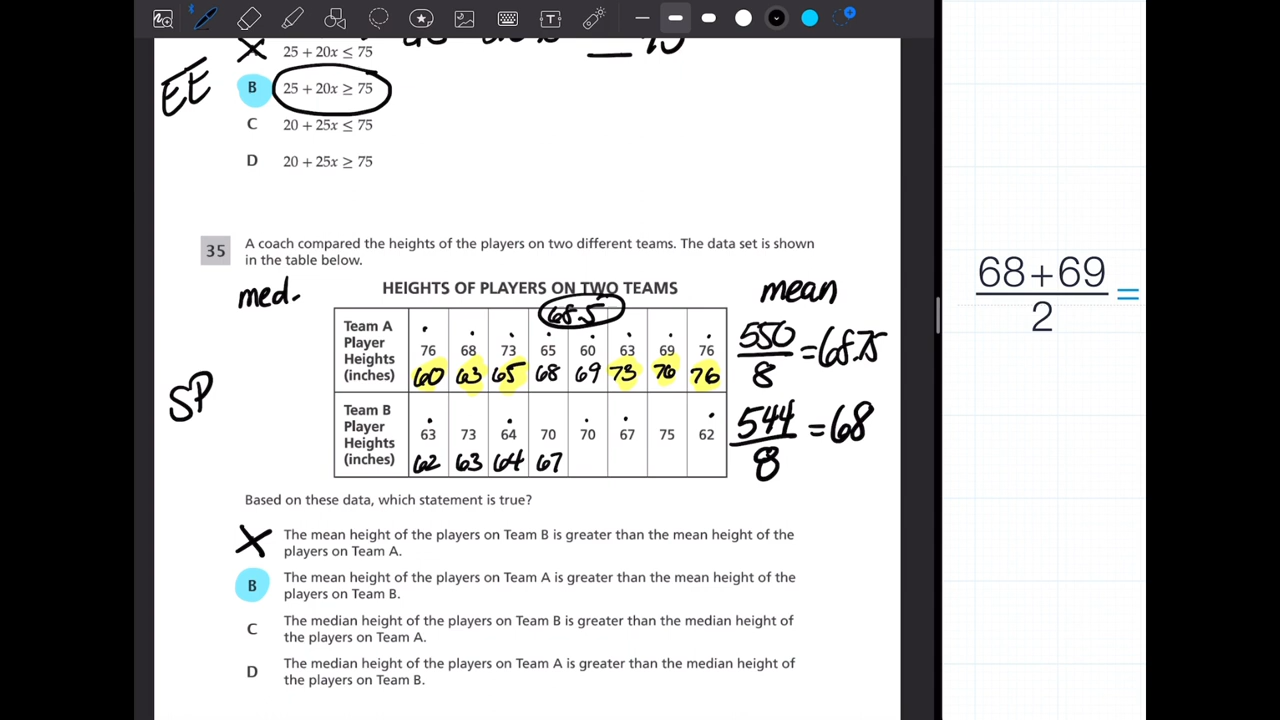 25 + 20x ≤ 75
EE
B 25 + 20x ≥ 75
C 20 + 25x ≤ 75
D 20 + 25x ≥ 75
35 A coach compared the heights of the players on two different teams. The data set is shown
in the table below.
med.
HEIGHTS OF PLAYERS ON TWO TEAMS
mean
68.5
Team A
Player
Heights
(inches)
76 68 73 65 60 63 69 76
60 63 65 68 69 73 76 76
550/8 = 68.75
SP
Team B
Player
Heights
(inches)
63 73 64 70 70 67 75 62
62 63 64 67
544/8 = 68
Based on these data, which statement is true?
The mean height of the players on Team B is greater than the mean height of the
players on Team A.
B The mean height of the players on Team A is greater than the mean height of the
players on Team B.
C The median height of the players on Team B is greater than the median height of
the players on Team A.
D The median height of the players on Team A is greater than the median height of
the players on Team B.
68+69
2
=